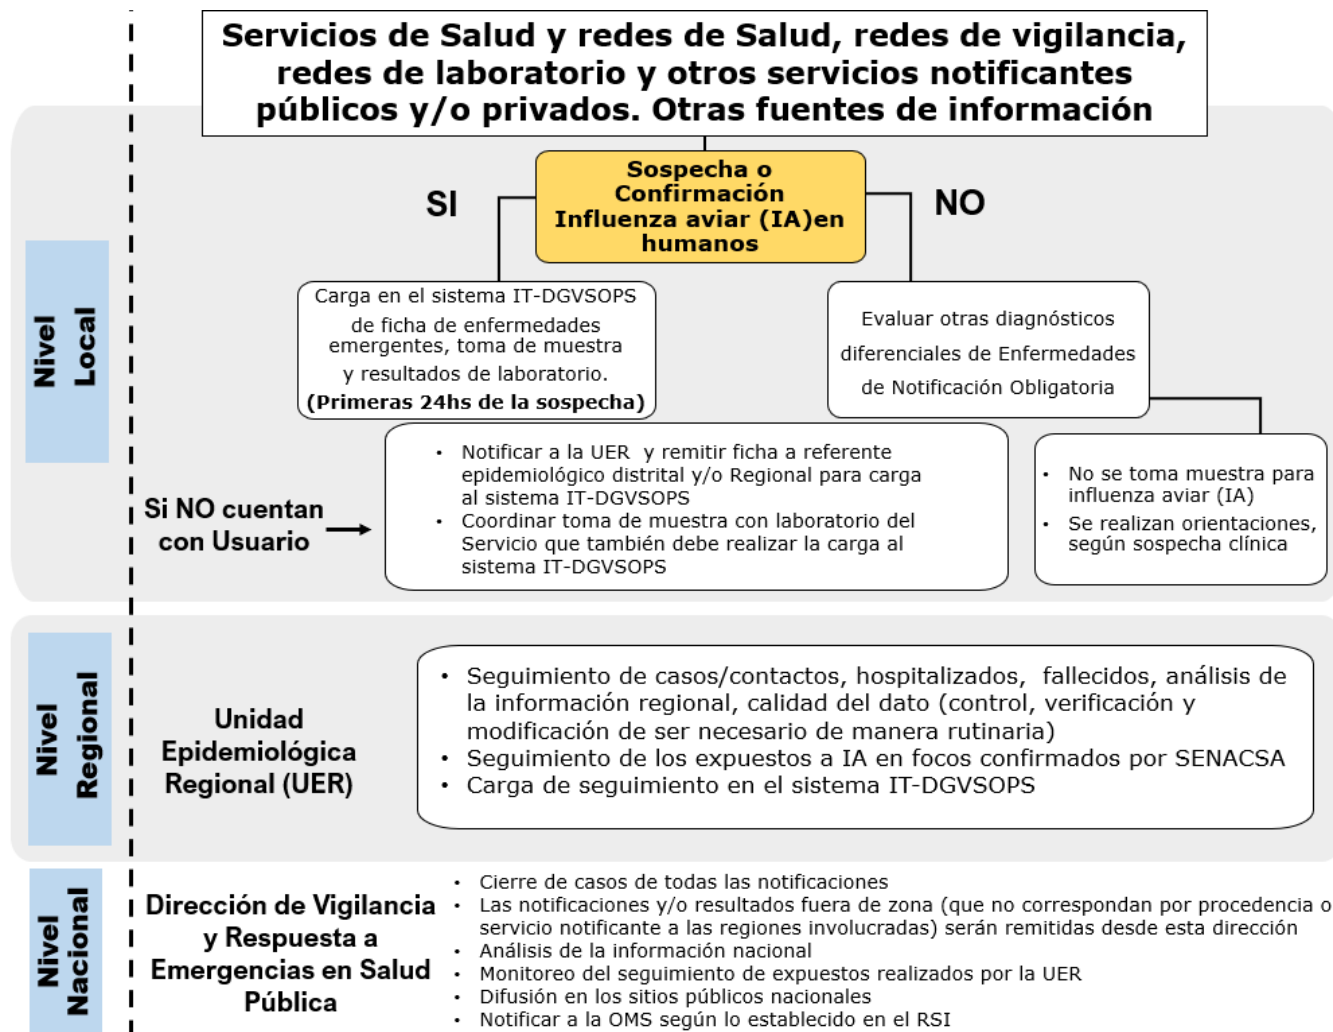 Servicios de Salud y redes de Salud, redes de vigilancia,
redes de laboratorio y otros servicios notificantes
públicos y/o privados. Otras fuentes de información
Sospecha o
Confirmación
Influenza aviar (IA)en
humanos
SI
NO
Nivel
Local
Carga en el sistema IT-DGVSOPS
de ficha de enfermedades
emergentes, toma de muestra
y resultados de laboratorio.
(Primeras 24hs de la sospecha)
Evaluar otras diagnósticos
diferenciales de Enfermedades
de Notificación Obligatoria
Si NO cuentan
con Usuario
• Notificar a la UER y remitir ficha a referente
epidemiológico distrital y/o Regional para carga
al sistema IT-DGVSOPS
• Coordinar toma de muestra con laboratorio del
Servicio que también debe realizar la carga al
sistema IT-DGVSOPS
• No se toma muestra para
influenza aviar (IA)
• Se realizan orientaciones,
según sospecha clínica
Nivel
Regional
Unidad
Epidemiológica
Regional (UER)
• Seguimiento de casos/contactos, hospitalizados, fallecidos, análisis de
la información regional, calidad del dato (control, verificación y
modificación de ser necesario de manera rutinaria)
• Seguimiento de los expuestos a IA en focos confirmados por SENACSA
• Carga de seguimiento en el sistema IT-DGVSOPS
Nivel
Nacional
Dirección de Vigilancia
y Respuesta a
Emergencias en Salud
Pública
• Cierre de casos de todas las notificaciones
• Las notificaciones y/o resultados fuera de zona (que no correspondan por procedencia o
servicio notificante a las regiones involucradas) serán remitidas desde esta dirección
• Análisis de la información nacional
• Monitoreo del seguimiento de expuestos realizados por la UER
• Difusión en los sitios públicos nacionales
• Notificar a la OMS según lo establecido en el RSI